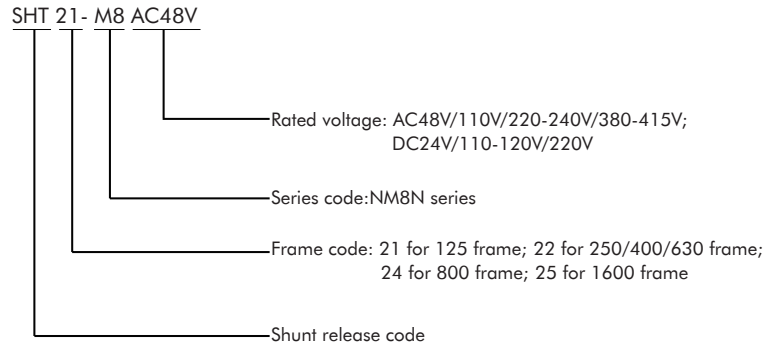 SHT 21- M8 AC48V
Rated voltage: AC48V/110V/220-240V/380-415V;
DC24V/110-120V/220V
Series code:NM8N series
Frame code: 21 for 125 frame; 22 for 250/400/630 frame;
24 for 800 frame; 25 for 1600 frame
Shunt release code